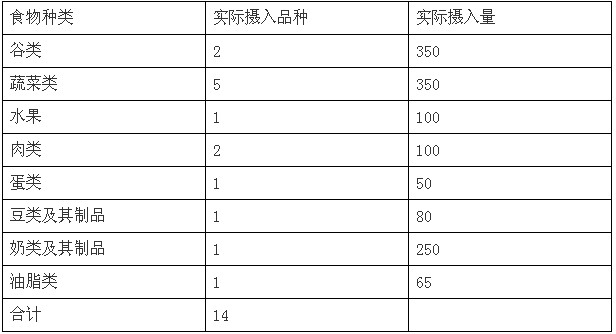 食物种类 实际摄入品种 实际摄入量
谷类 2 350
蔬菜类 5 350
水果 1 100
肉类 2 100
蛋类 1 50
豆类及其制品 1 80
奶类及其制品 1 250
油脂类 1 65
合计 14